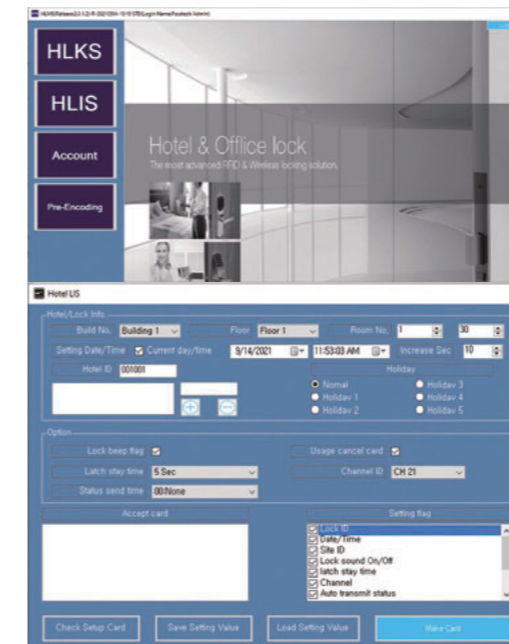 HLKS
HLIS
Account
Pre-Encoding
Hotel & Office lock
The most advanced RFID & Wireless locking solution.
Hotel US
Hotel/Lock Info.
Build No. Building 1 Floor Floor 1 Room No. 1 30
Setting Date/Time Current day/time 9/14/2021 11:53:03 AM Increase Sec 10
Hotel ID 001001 Holiday
Normal Holiday 3
Holiday 1 Holiday 4
Holiday 2 Holiday 5
Option
Lock beep flag Usage cancel card
Latch stay time 5 Sec Channel ID CH 21
Status send time 00:None
Accept card Setting flag
Lock ID
Date/Time
Site ID
Lock sound On/Off
latch stay time
Channel
Auto transmit status
Check Setup Card Save Setting Value Load Setting Value Make Card